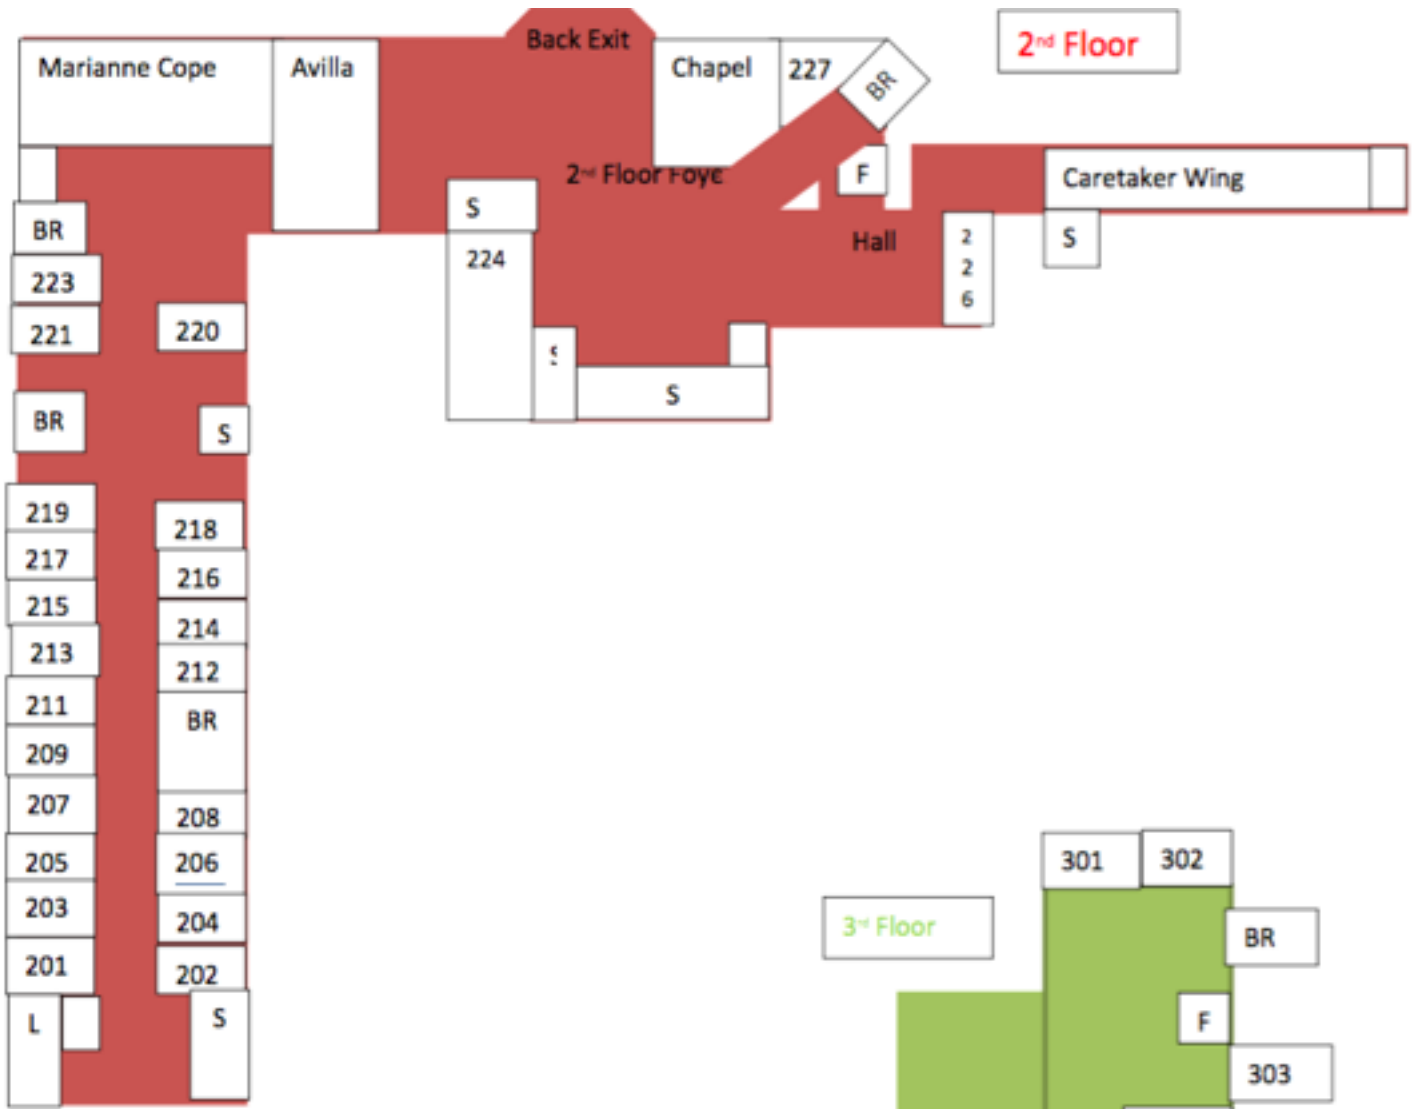 Back Exit
2nd Floor
Marianne Cope
Avilla
Chapel
227
BR
2nd Floor Foye
F
Caretaker Wing
S
BR
224
Hall
2
2
6
S
223
221
220
S
S
BR
S
219
218
217
216
215
214
213
212
211
BR
209
207
208
205
206
301
302
203
204
3rd Floor
BR
201
202
L
S
F
303